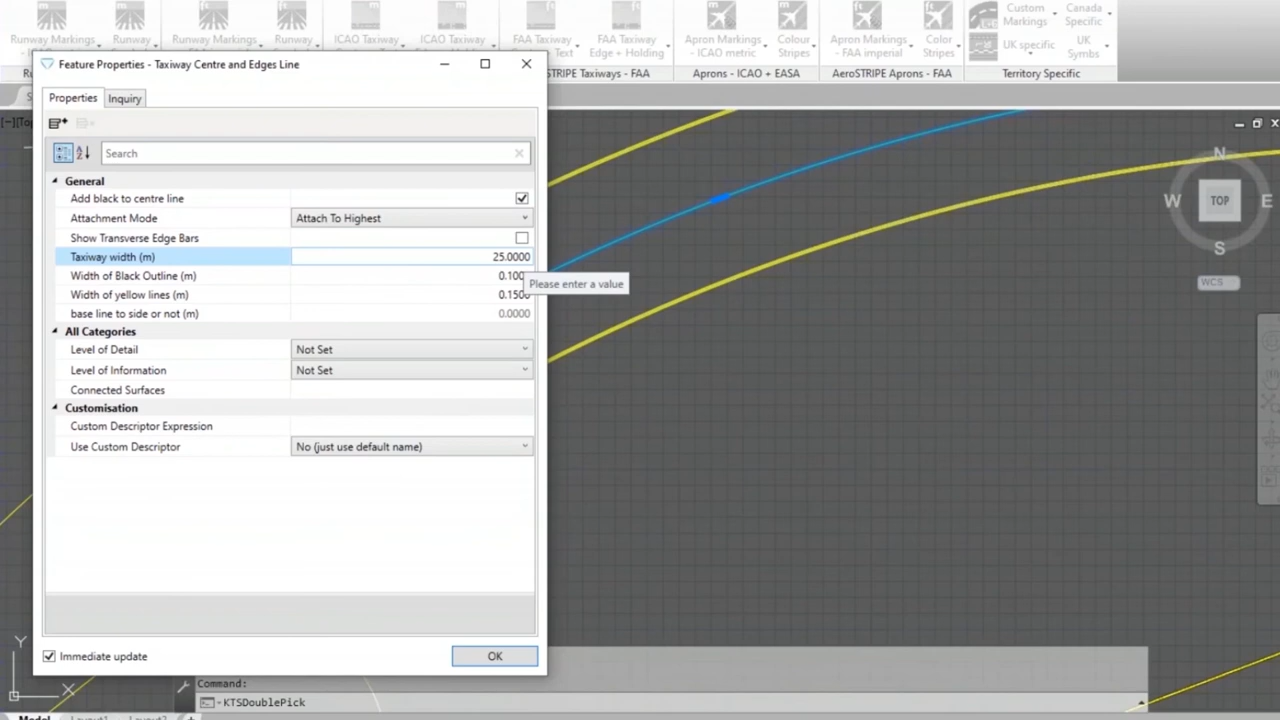 Runway Markings
Runway
Runway Markings
Runway
ICAO Taxiway
ICAO Taxiway
FAA Taxiway
Text
FAA Taxiway
Edge + Holding
Apron Markings
- ICAO metric
Colour
Stripes
Apron Markings
- FAA imperial
Color
Stripes
Custom
Markings
UK specific
Canada
Specific
UK
Symbs
STRIPE Taxiways - FAA
Aprons - ICAO + EASA
AeroSTRIPE Aprons - FAA
Territory Specific
Feature Properties - Taxiway Centre and Edges Line
Properties
Inquiry
Search
General
Add black to centre line
Attachment Mode
Attach To Highest
Show Transverse Edge Bars
Taxiway width (m)
25.0000
Width of Black Outline (m)
0.100
Please enter a value
Width of yellow lines (m)
0.1500
base line to side or not (m)
0.0000
All Categories
Level of Detail
Not Set
Level of Information
Not Set
Connected Surfaces
Customisation
Custom Descriptor Expression
Use Custom Descriptor
No (just use default name)
Immediate update
OK
N
W
TOP
E
S
WCS
Y
X
Command:
KTSDoublePick
Model
Layout1
Layout2